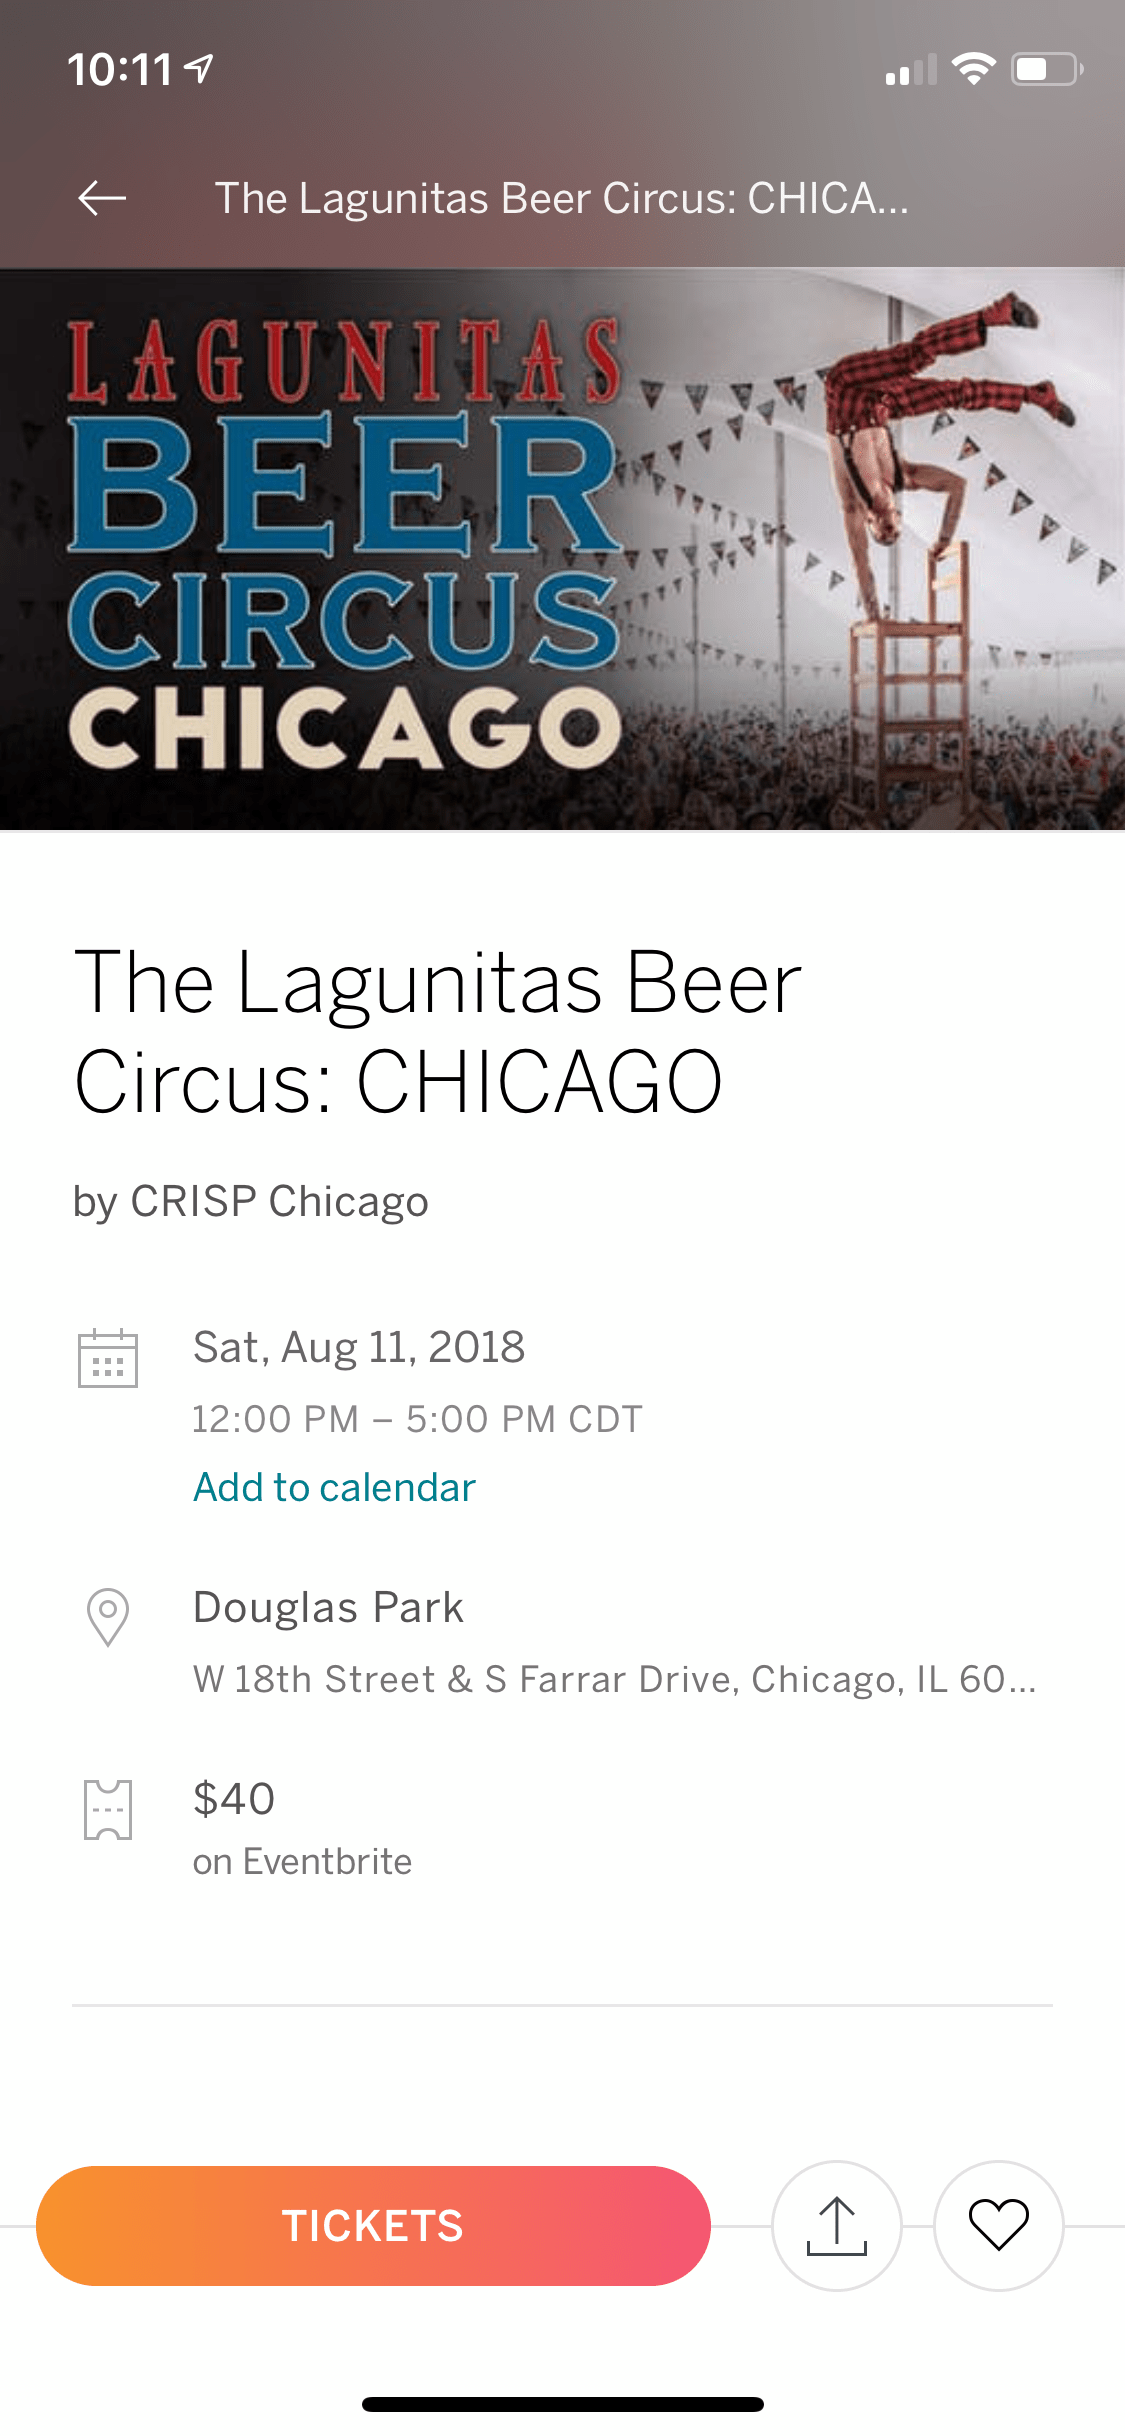 10:11
The Lagunitas Beer Circus: CHICA...
LAGUNITAS
BEER
CIRCUS
CHICAGO
The Lagunitas Beer
Circus: CHICAGO
by CRISP Chicago
Sat, Aug 11, 2018
12:00 PM – 5:00 PM CDT
Add to calendar
Douglas Park
W 18th Street & S Farrar Drive, Chicago, IL 60...
$40
on Eventbrite
TICKETS